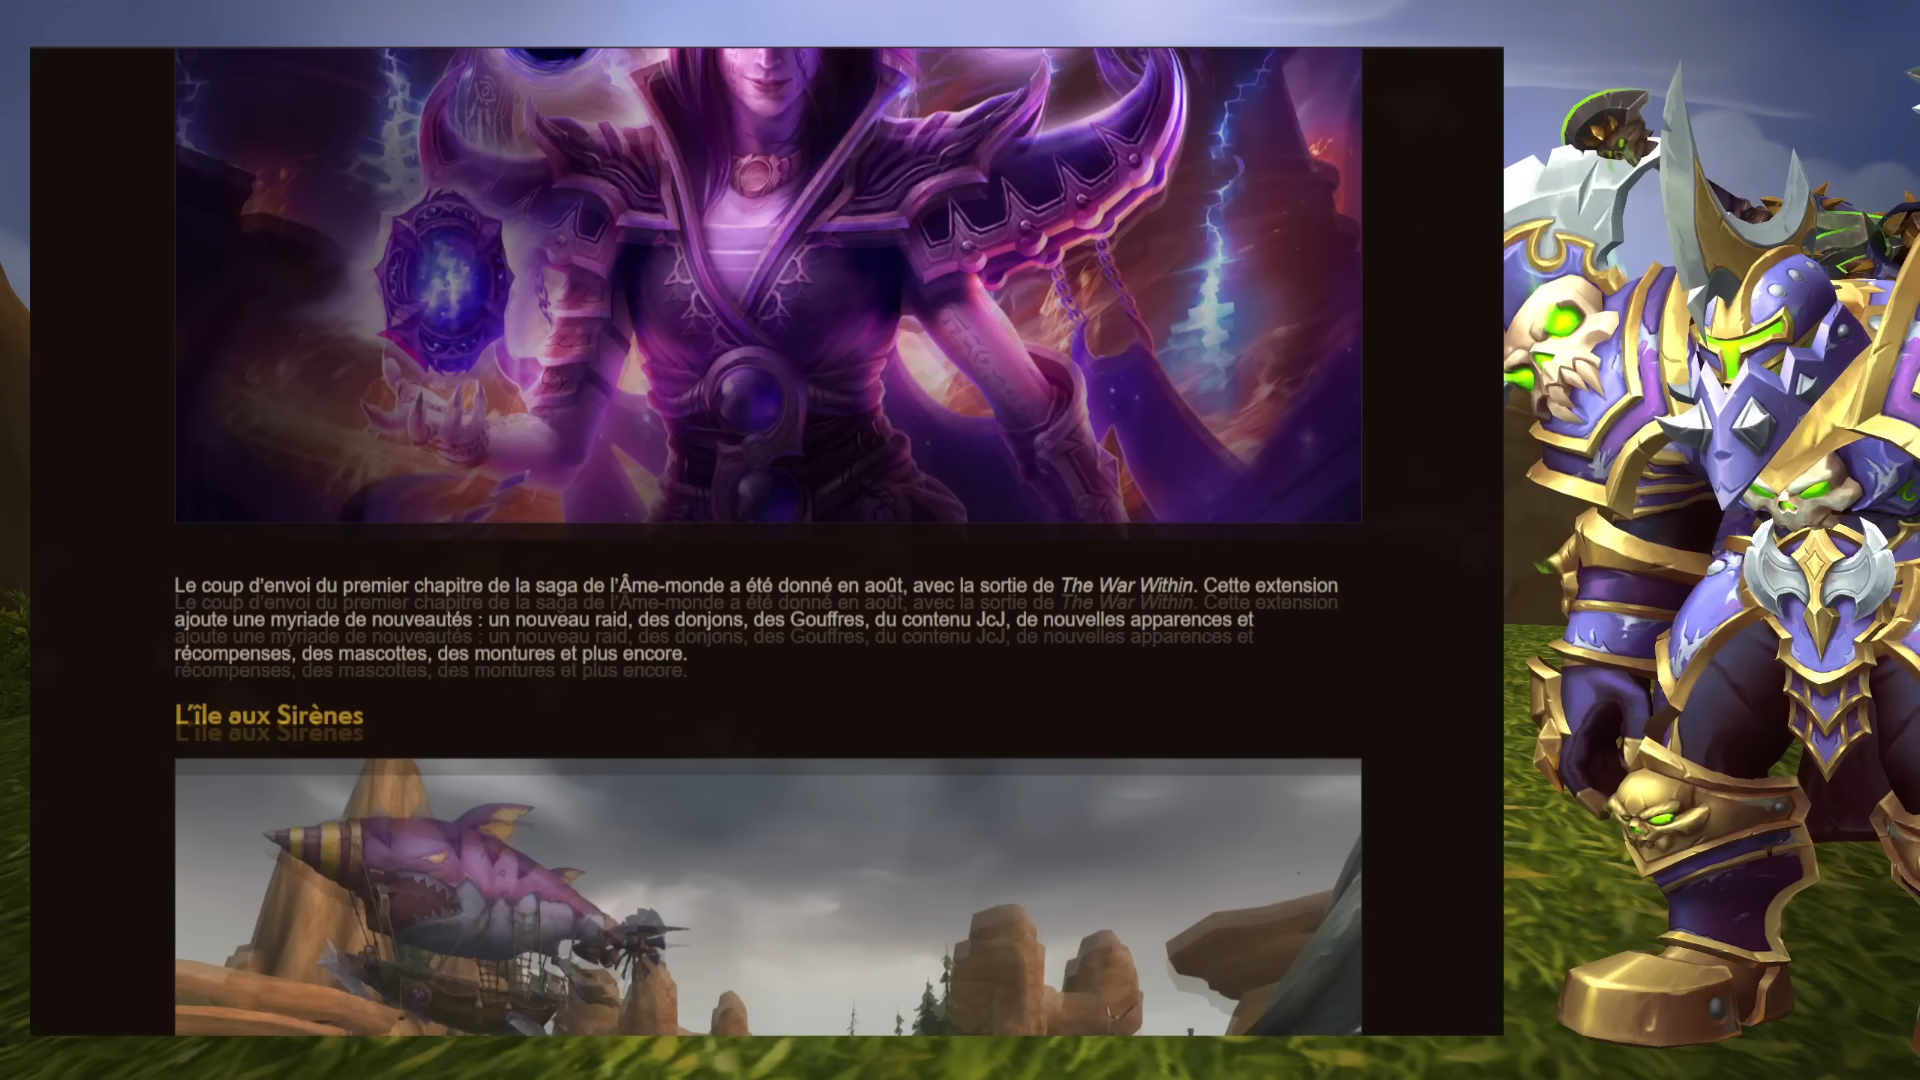 Le coup d’envoi du premier chapitre de la saga de l’Âme-monde a été donné en août, avec la sortie de The War Within. Cette extension
ajoute une myriade de nouveautés : un nouveau raid, des donjons, des Gouffres, du contenu JcJ, de nouvelles apparences et
récompenses, des mascottes, des montures et plus encore.
L’île aux Sirènes